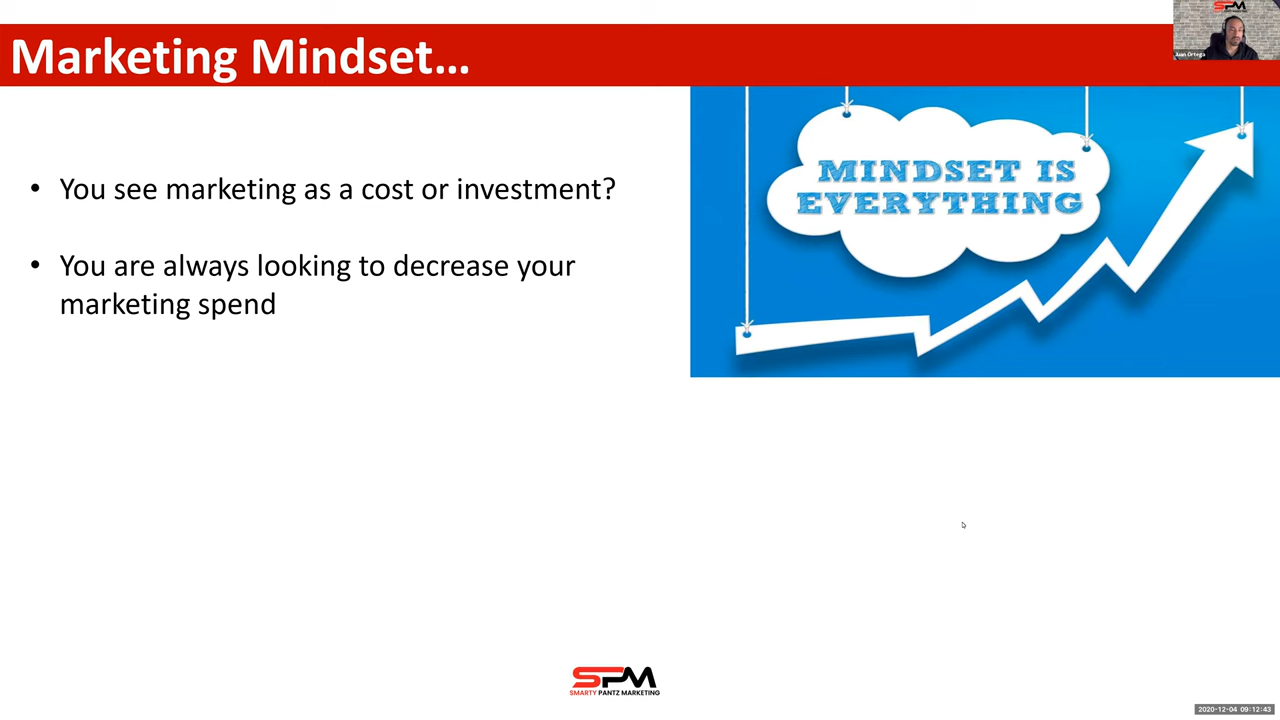 Marketing Mindset…
SPM
Juan Ortega
MINDSET IS
EVERYTHING
• You see marketing as a cost or investment?
• You are always looking to decrease your
marketing spend
SPM
SMARTY PANTZ MARKETING
2020-12-04 09:12:43